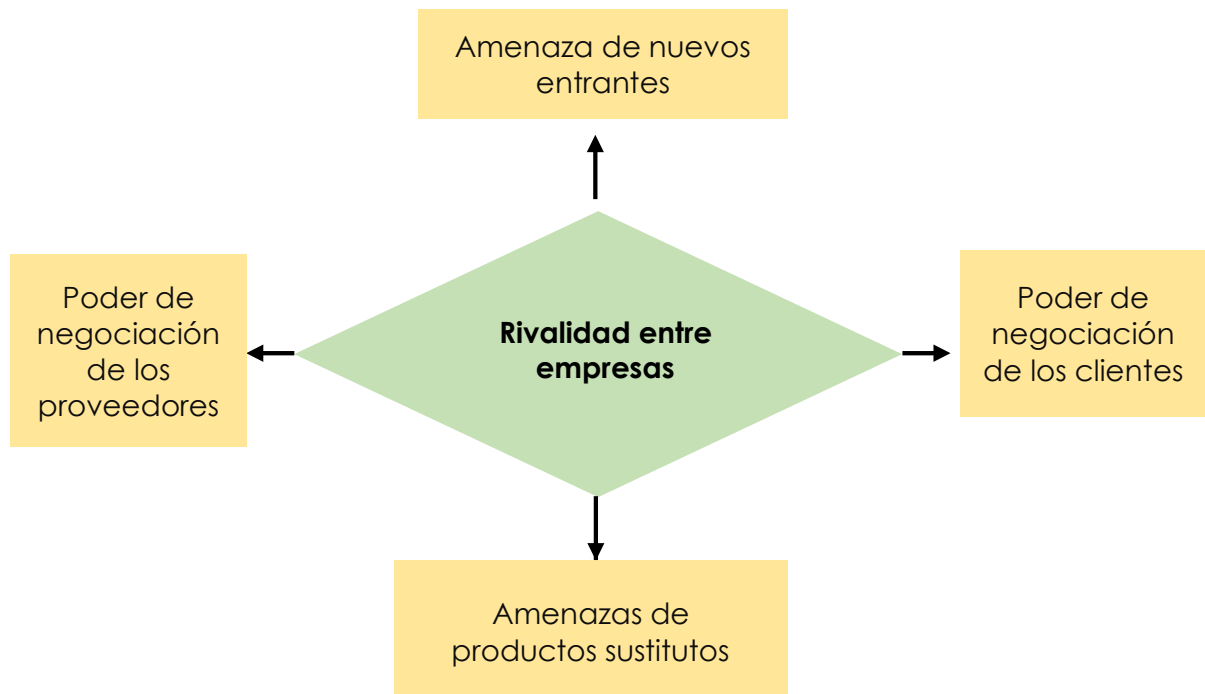 Amenaza de nuevos
entrantes
Poder de
negociación
de los
proveedores
Rivalidad entre
empresas
Poder de
negociación
de los clientes
Amenazas de
productos sustitutos